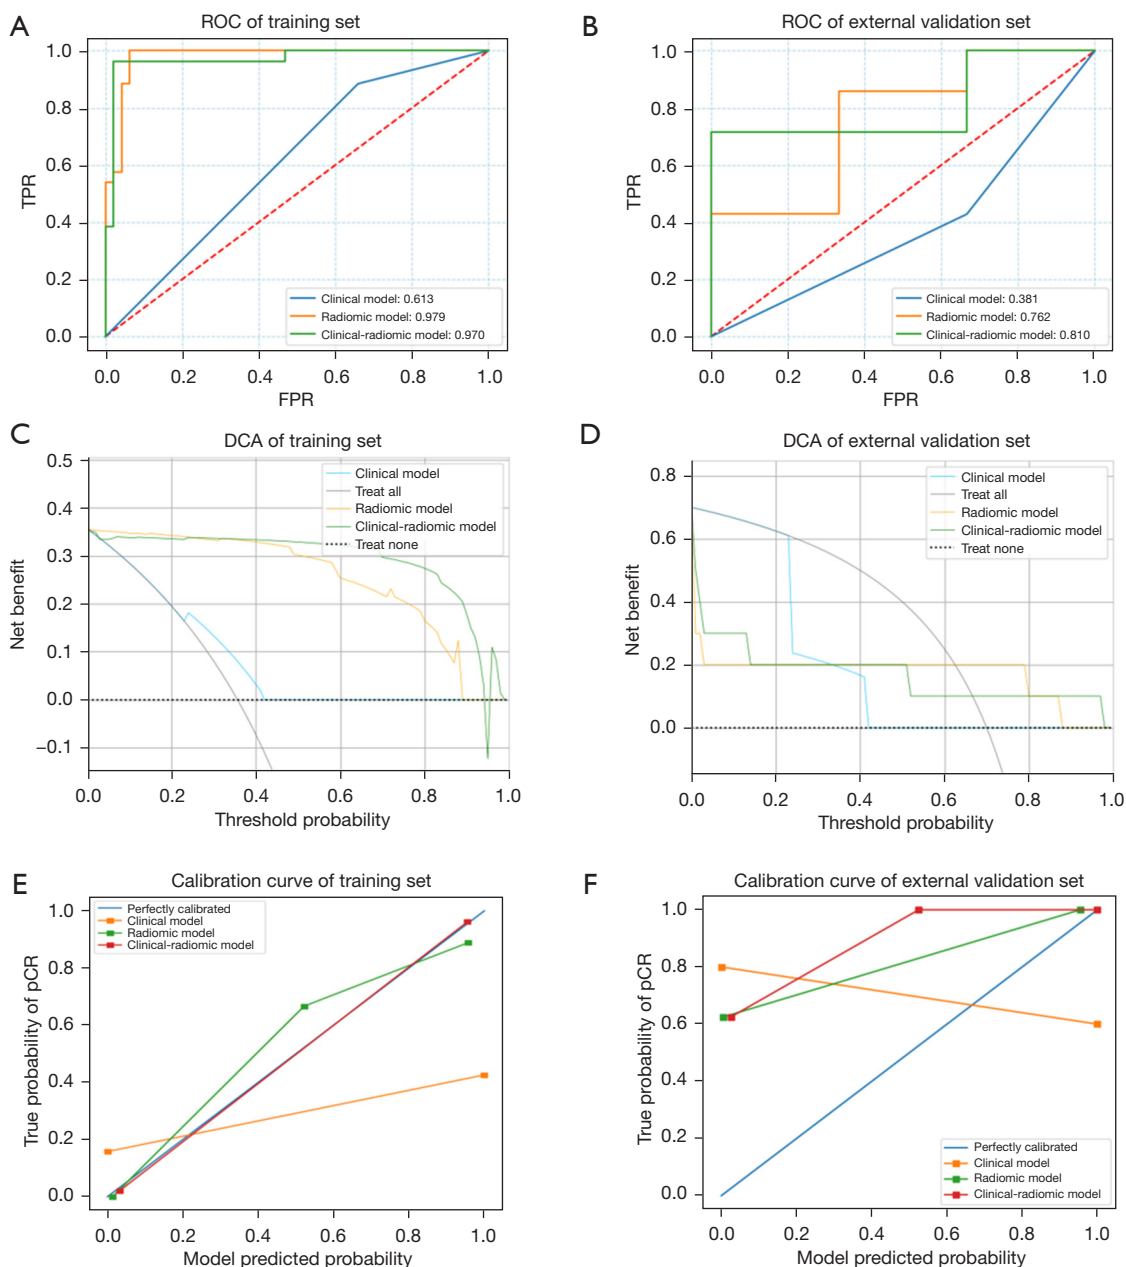 A
ROC of training set
1.0
0.8
0.6
0.4
0.2
0.0
TPR
Clinical model: 0.613
Radiomic model: 0.979
Clinical-radiomic model: 0.970
0.0 0.2 0.4 0.6 0.8 1.0
FPR
B
ROC of external validation set
1.0
0.8
0.6
0.4
0.2
0.0
TPR
Clinical model: 0.381
Radiomic model: 0.762
Clinical-radiomic model: 0.810
0.0 0.2 0.4 0.6 0.8 1.0
FPR
C
DCA of training set
0.5
0.4
0.3
0.2
0.1
0.0
−0.1
Net benefit
Clinical model
Treat all
Radiomic model
Clinical-radiomic model
Treat none
0.0 0.2 0.4 0.6 0.8 1.0
Threshold probability
D
DCA of external validation set
0.8
0.6
0.4
0.2
0.0
Net benefit
Clinical model
Treat all
Radiomic model
Clinical-radiomic model
Treat none
0.0 0.2 0.4 0.6 0.8 1.0
Threshold probability
E
Calibration curve of training set
1.0
0.8
0.6
0.4
0.2
0.0
True probability of pCR
Perfectly calibrated
Clinical model
Radiomic model
Clinical-radiomic model
0.0 0.2 0.4 0.6 0.8 1.0
Model predicted probability
F
Calibration curve of external validation set
1.0
0.8
0.6
0.4
0.2
0.0
True probability of pCR
Perfectly calibrated
Clinical model
Radiomic model
Clinical-radiomic model
0.0 0.2 0.4 0.6 0.8 1.0
Model predicted probability